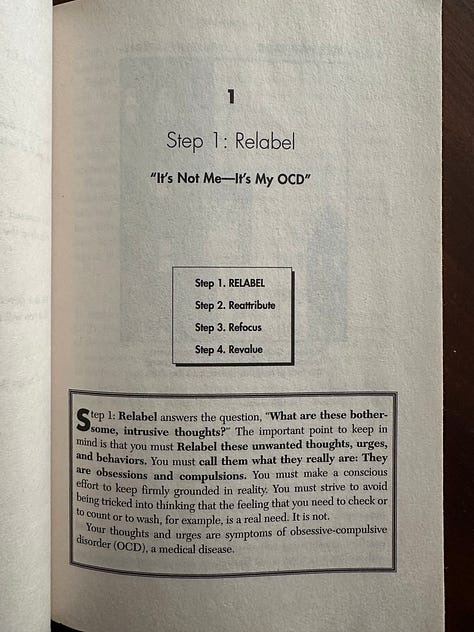 1
Step 1: Relabel
“It’s Not Me—It’s My OCD”
Step 1. RELABEL
Step 2. Reattribute
Step 3. Refocus
Step 4. Revalue
Step 1: Relabel answers the question, “What are these bother-
some, intrusive thoughts?” The important point to keep in
mind is that you must Relabel these unwanted thoughts, urges,
and behaviors. You must call them what they really are: They
are obsessions and compulsions. You must make a conscious
effort to keep firmly grounded in reality. You must strive to avoid
being tricked into thinking that the feeling that you need to check or
to count or to wash, for example, is a real need. It is not.
Your thoughts and urges are symptoms of obsessive-compulsive
disorder (OCD), a medical disease.